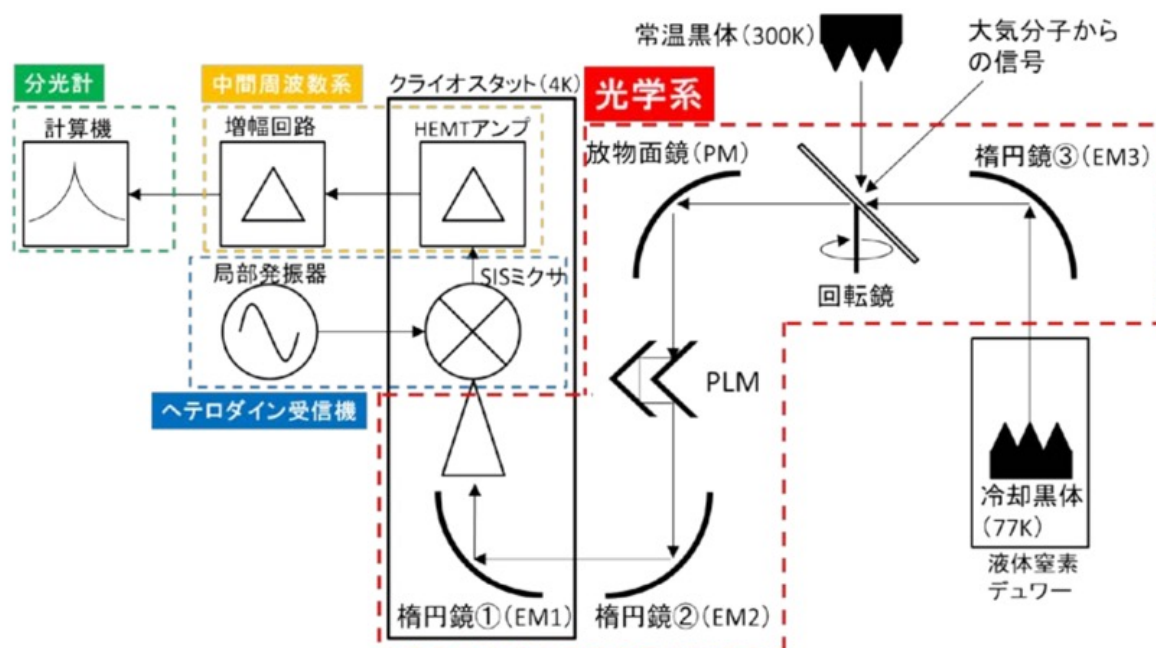 常温黒体(300K)
大気分子から
の信号
分光計
中間周波数系
クライオスタット(4K)
光学系
計算機
増幅回路
HEMTアンプ
放物面鏡(PM)
楕円鏡③(EM3)
局部発振器
SISミクサ
回転鏡
PLM
ヘテロダイン受信機
冷却黒体
(77K)
液体窒素
デュワー
楕円鏡①(EM1)
楕円鏡②(EM2)